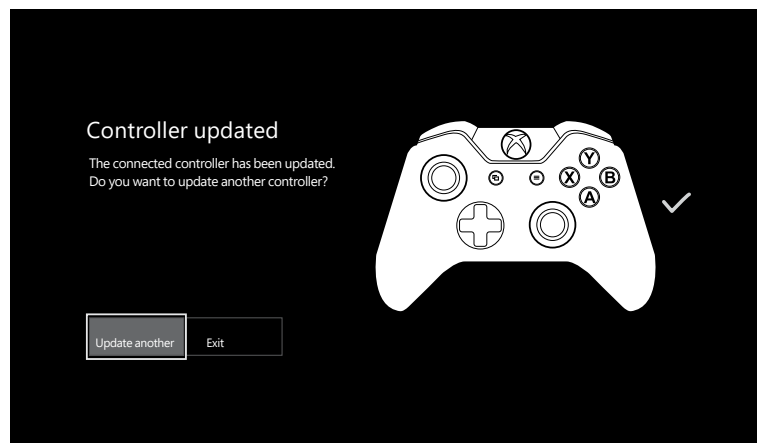 Controller updated
The connected controller has been updated.
Do you want to update another controller?
Y
X
B
A
Update another
Exit